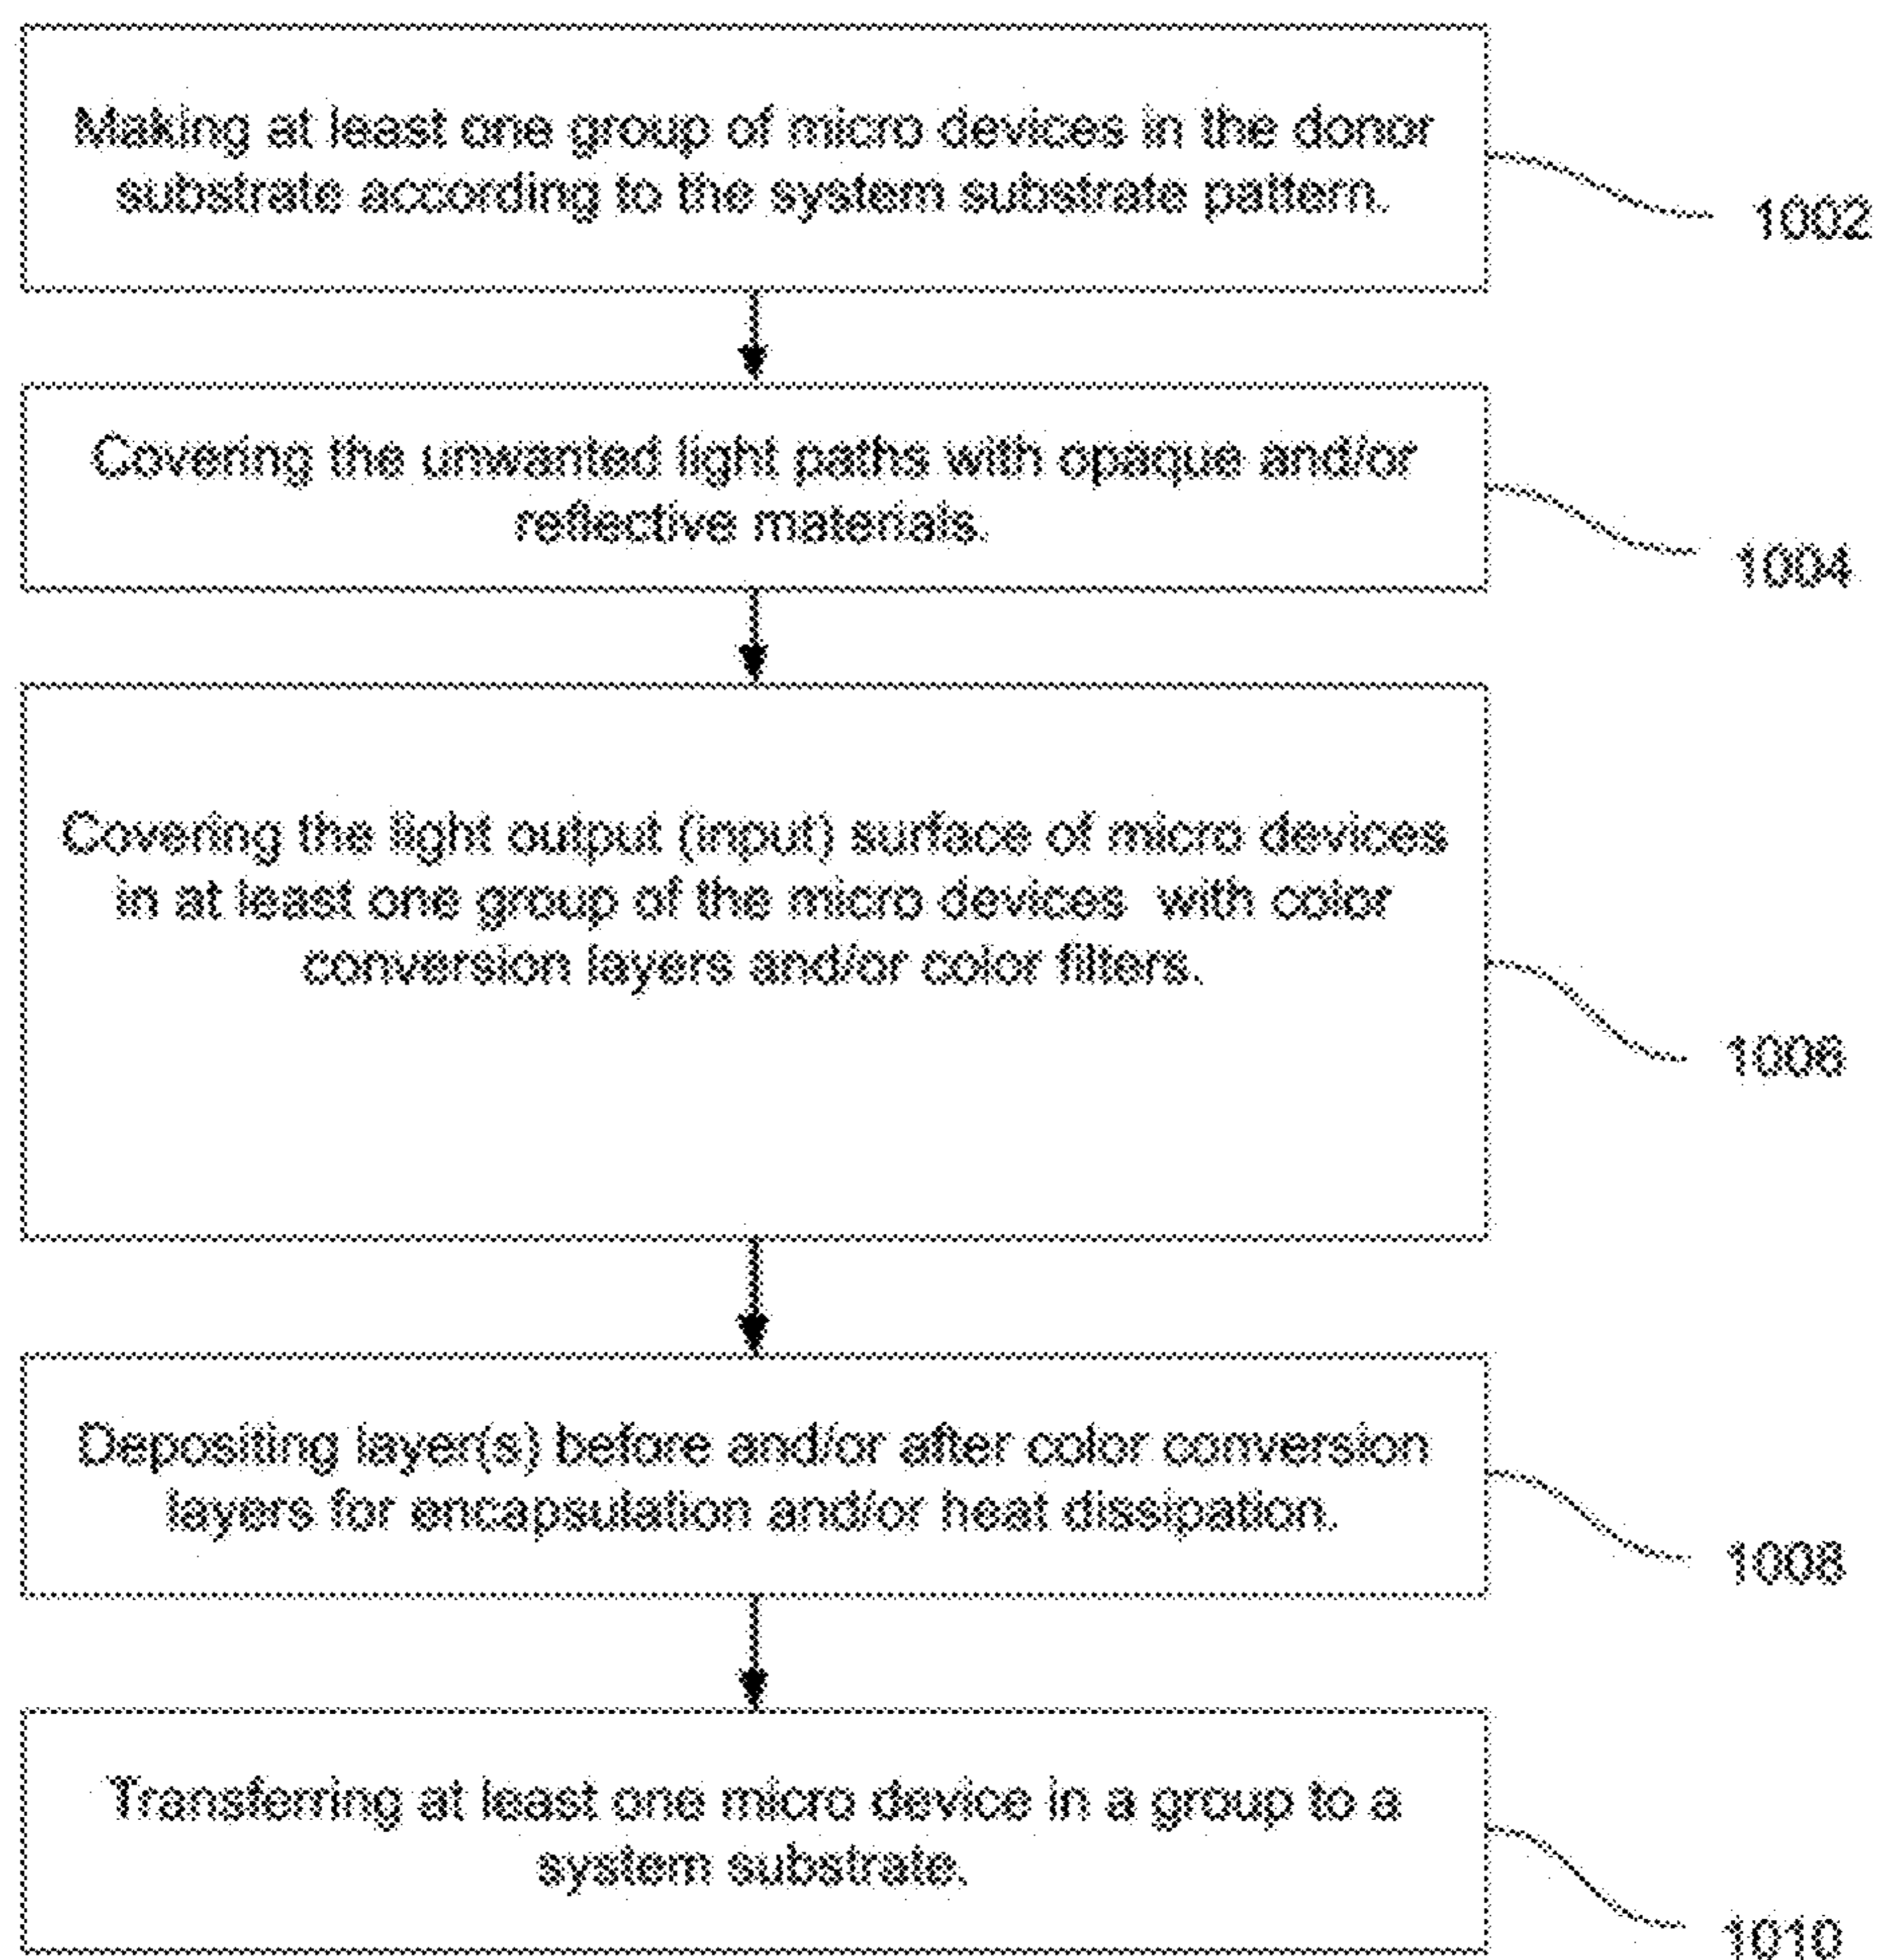 Making at least one group of micro devices in the donor
substrate according to the system substrate pattern.
1002
Covering the unwanted light paths with opaque and/or
reflective materials.
1004
Covering the light output (input) surface of micro devices
in at least one group of the micro devices with color
conversion layers and/or color filters.
1006
Depositing layer(s) before and/or after color conversion
layers for encapsulation and/or heat dissipation.
1008
Transferring at least one micro device in a group to a
system substrate.
1010